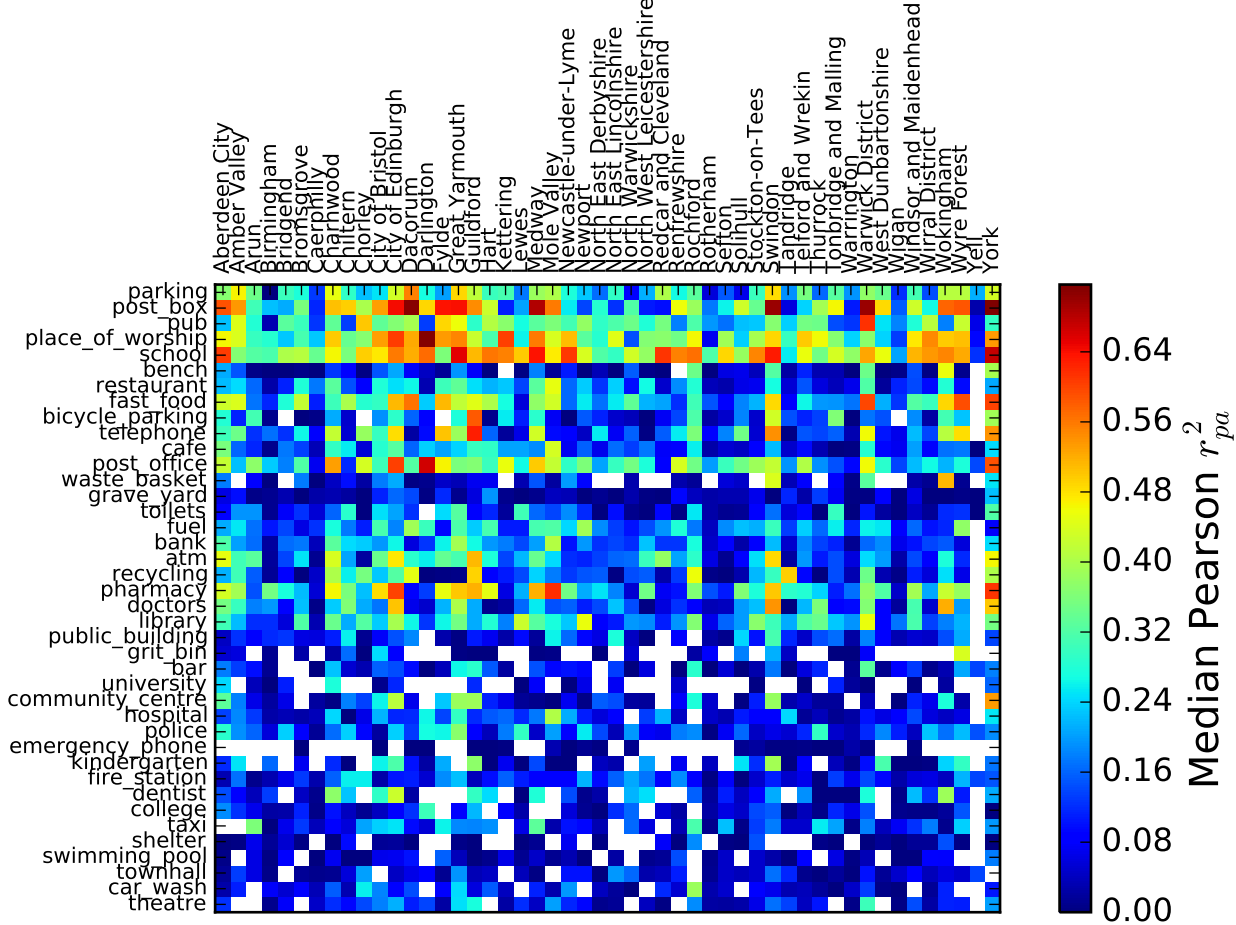 Aberdeen City
Amber Valley
Arun
Birmingham
Bridgend
Bromsgrove
Caerphilly
Charnwood
Chiltern
Chorley
City of Bristol
City of Edinburgh
Dacorum
Darlington
Fylde
Great Yarmouth
Guildford
Hart
Kettering
Lewes
Medway
Mole Valley
Newcastle-under-Lyme
Newport
North East Derbyshire
North East Lincolnshire
North Warwickshire
North West Leicestershire
Redcar and Cleveland
Renfrewshire
Rochford
Rotherham
Sefton
Solihull
Stockton-on-Tees
Swindon
Tandridge
Telford and Wrekin
Thurrock
Tonbridge and Malling
Warrington
Warwick District
West Dunbartonshire
Wigan
Windsor and Maidenhead
Wirral District
Wokingham
Wyre Forest
Yell
York
parking
post_box
pub
place_of_worship
school
bench
restaurant
fast_food
bicycle_parking
telephone
cafe
post_office
waste_basket
grave_yard
toilets
fuel
bank
atm
recycling
pharmacy
doctors
library
public_building
grit_bin
bar
university
community_centre
hospital
police
emergency_phone
kindergarten
fire_station
dentist
college
taxi
shelter
swimming_pool
townhall
car_wash
theatre
0.64
0.56
0.48
0.40
0.32
0.24
0.16
0.08
0.00
Median Pearson r²pa